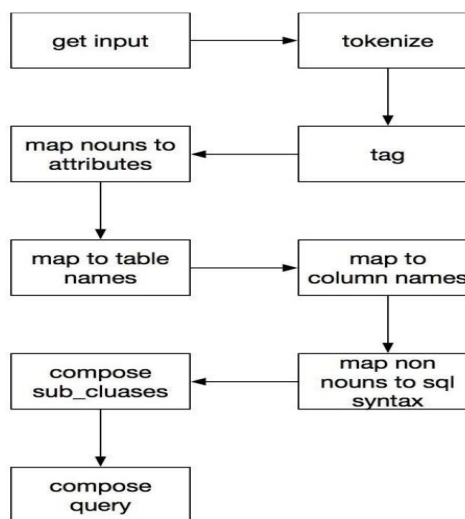 get input
tokenize
tag
map nouns to
attributes
map to table
names
map to
column names
map non
nouns to sql
syntax
compose
sub_cluases
compose
query